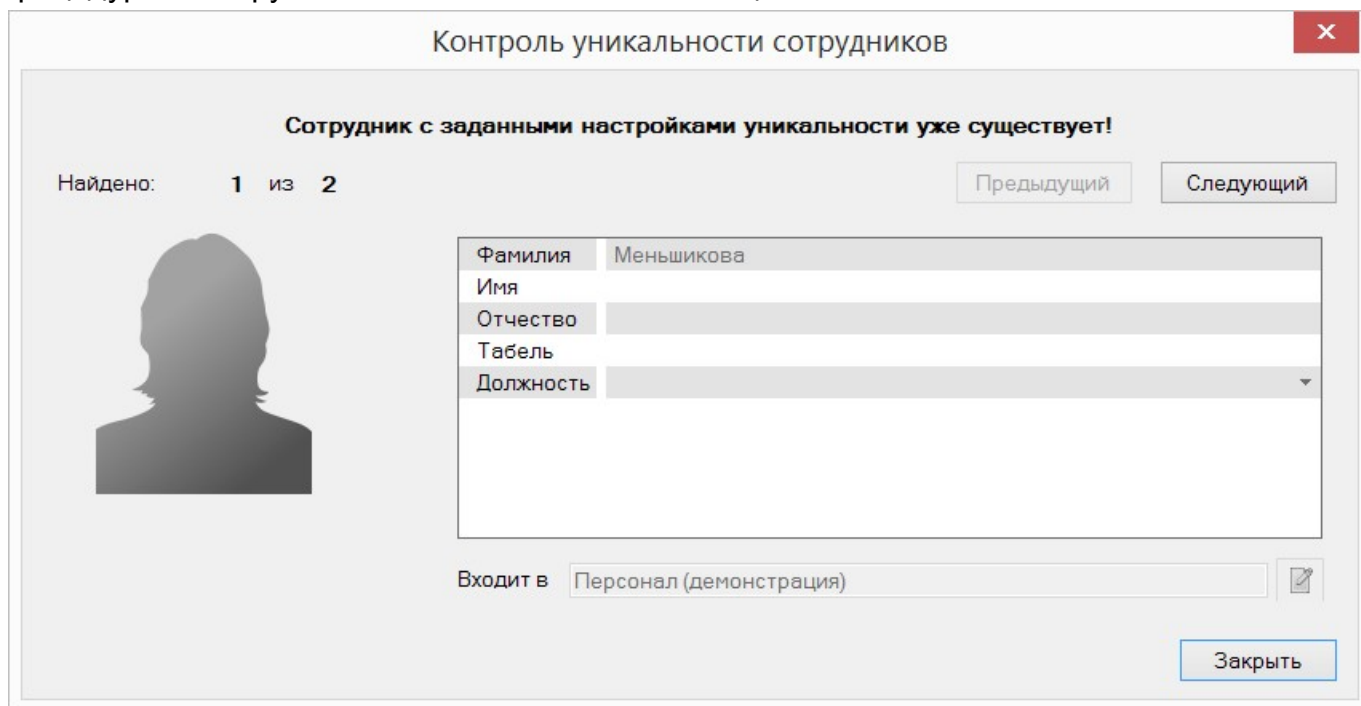 Контроль уникальности сотрудников
Сотрудник с заданными настройками уникальности уже существует!
Найдено: 1 из 2 Предыдущий Следующий
Фамилия Меньшикова
Имя
Отчество
Табель
Должность
Входит в Персонал (демонстрация)
Закрыть